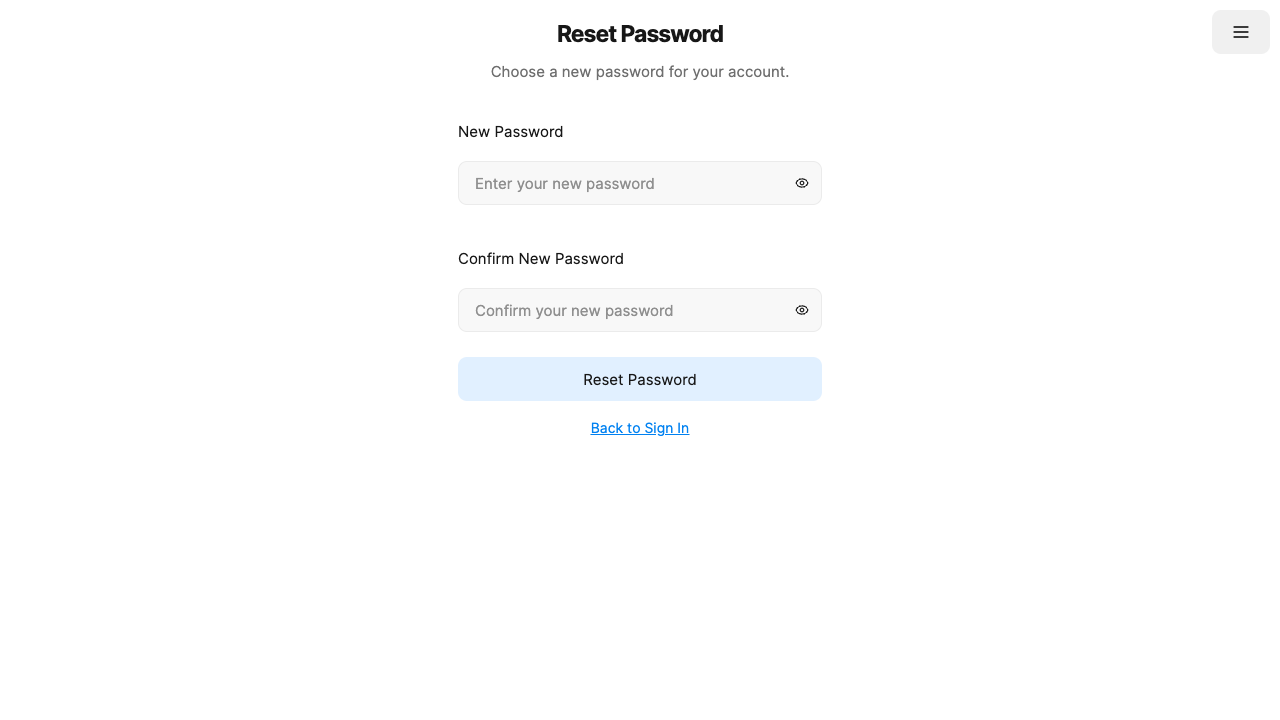 Reset Password
Choose a new password for your account.
New Password
Enter your new password
Confirm New Password
Confirm your new password
Reset Password
Back to Sign In